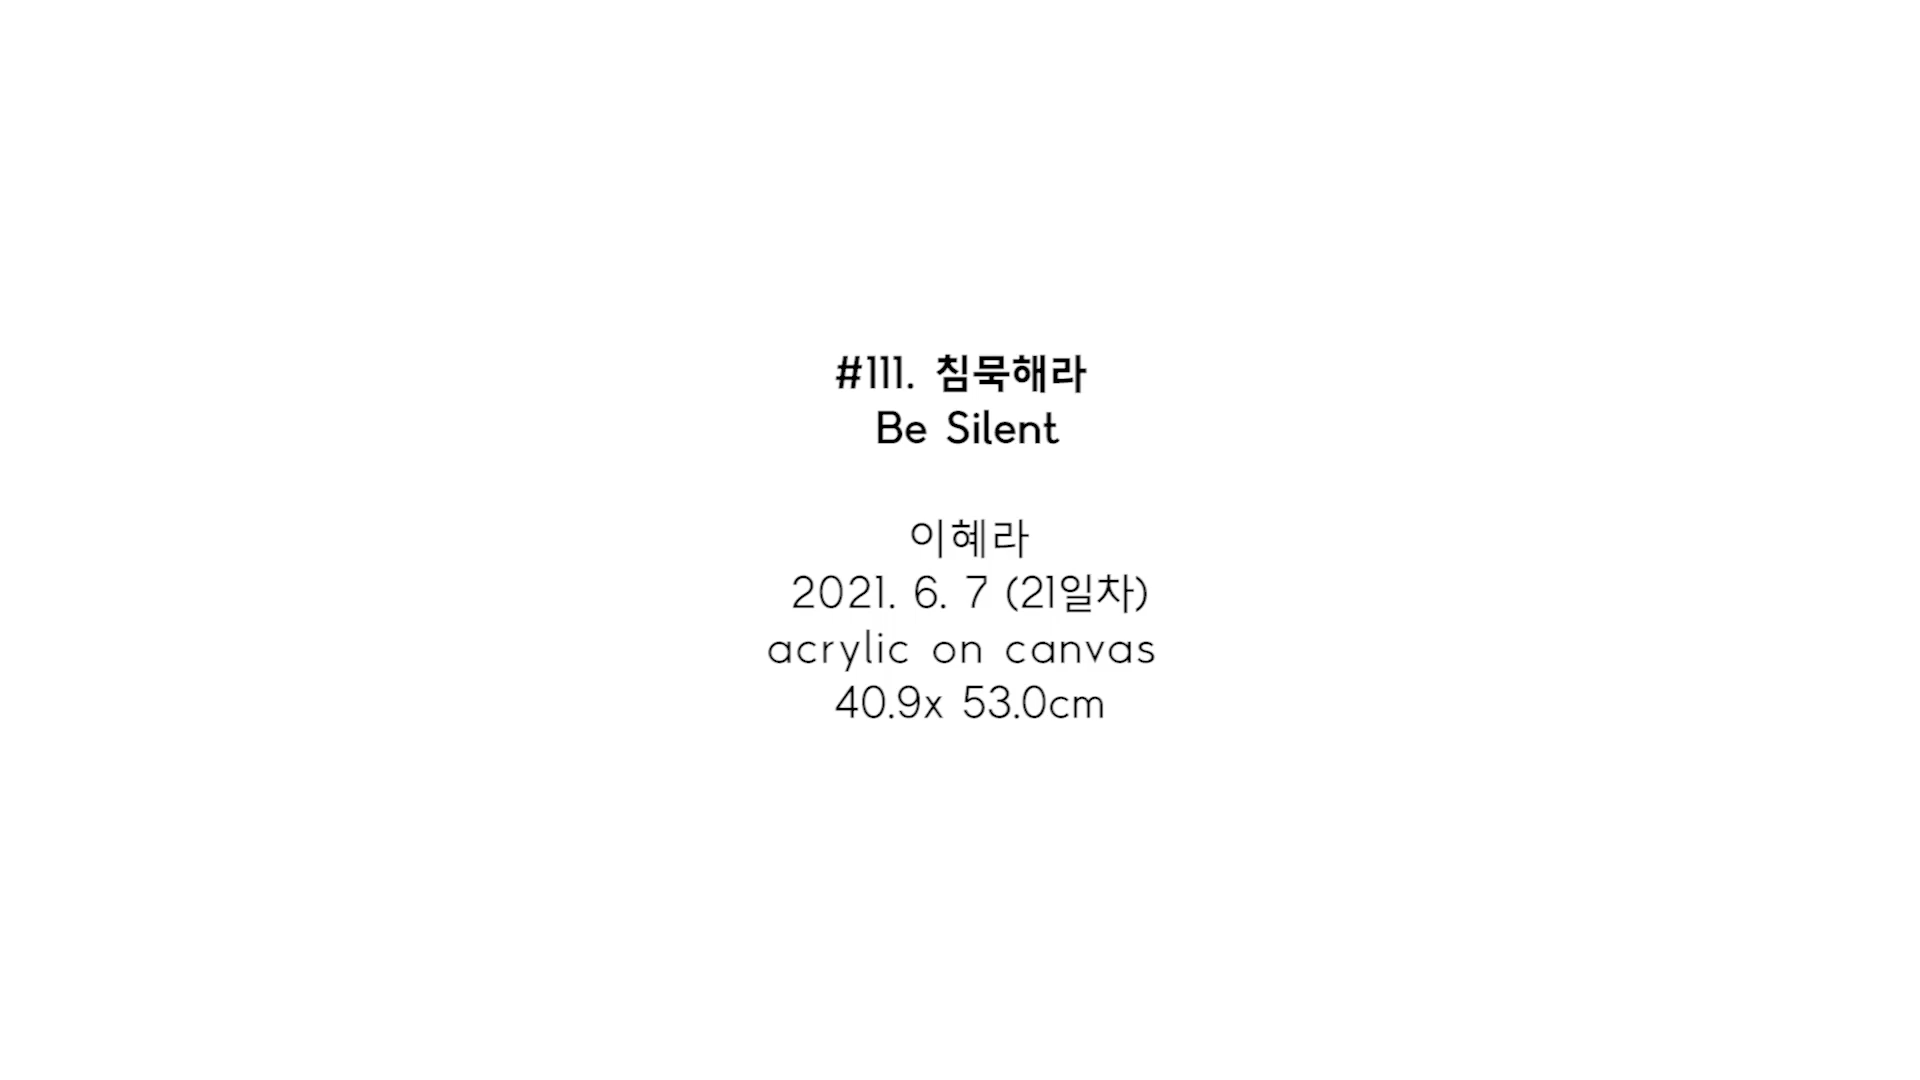 #111. 침묵해라
Be Silent
이혜라
2021. 6. 7 (21일차)
acrylic on canvas
40.9x 53.0cm